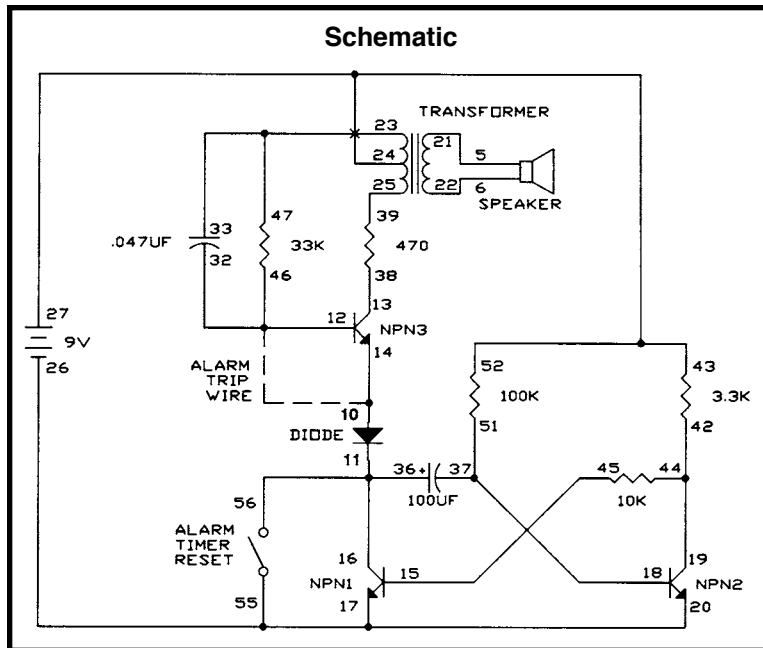 Schematic
TRANSFORMER
23
21
24
5
25
22
6
SPEAKER
33
47
39
.047UF
33K
470
32
46
38
13
12
NPN3
27
14
9V
26
ALARM
TRIP
WIRE
52
43
100K
3.3K
10
51
42
DIODE
11
36
+
37
45
44
100UF
10K
56
ALARM
TIMER
RESET
16
19
15
18
NPN1
NPN2
55
17
20